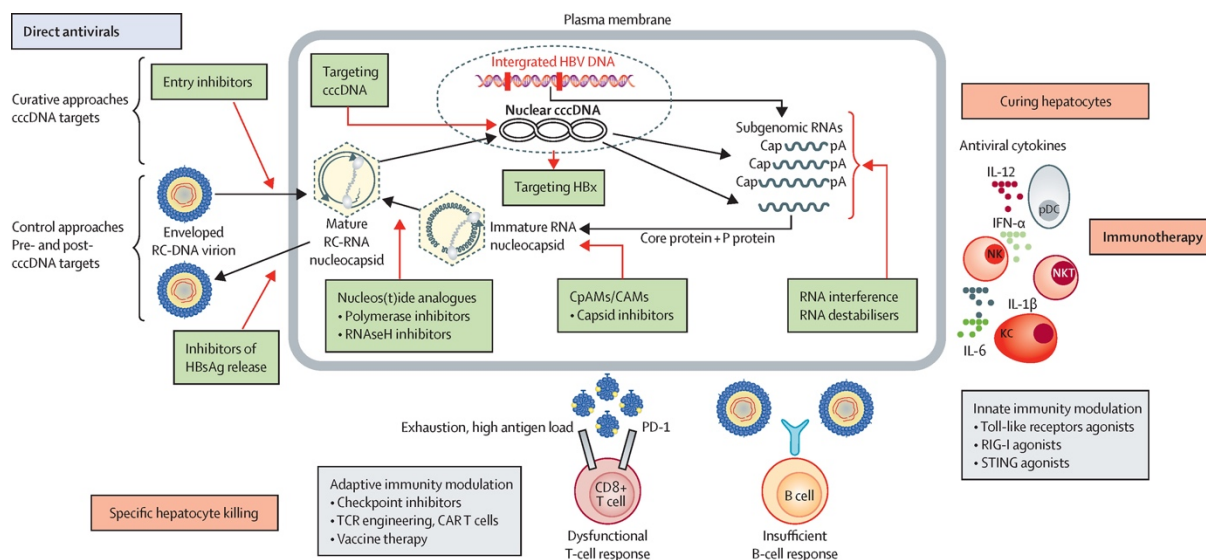 Direct antivirals
Plasma membrane
Curative approaches
cccDNA targets
Entry inhibitors
Targeting
cccDNA
Intergrated HBV DNA
Nuclear cccDNA
Targeting HBx
Subgenomic RNAs
Cap pA
Cap pA
Cap pA
Control approaches
Pre- and post-
cccDNA targets
Enveloped
RC-DNA virion
Mature
RC-RNA
nucleocapsid
Immature RNA
nucleocapsid
Core protein + P protein
Inhibitors of
HBsAg release
Nucleos(t)ide analogues
• Polymerase inhibitors
• RNAseH inhibitors
CpAMs/CAMs
• Capsid inhibitors
RNA interference
RNA destabilisers
Curing hepatocytes
Antiviral cytokines
IL-12
pDC
IFN-α
Immunotherapy
NK
NKT
IL-1β
KC
IL-6
Innate immunity modulation
• Toll-like receptors agonists
• RIG-I agonists
• STING agonists
Exhaustion, high antigen load
PD-1
CD8+
T cell
Dysfunctional
T-cell response
B cell
Insufficient
B-cell response
Adaptive immunity modulation
• Checkpoint inhibitors
• TCR engineering, CAR T cells
• Vaccine therapy
Specific hepatocyte killing